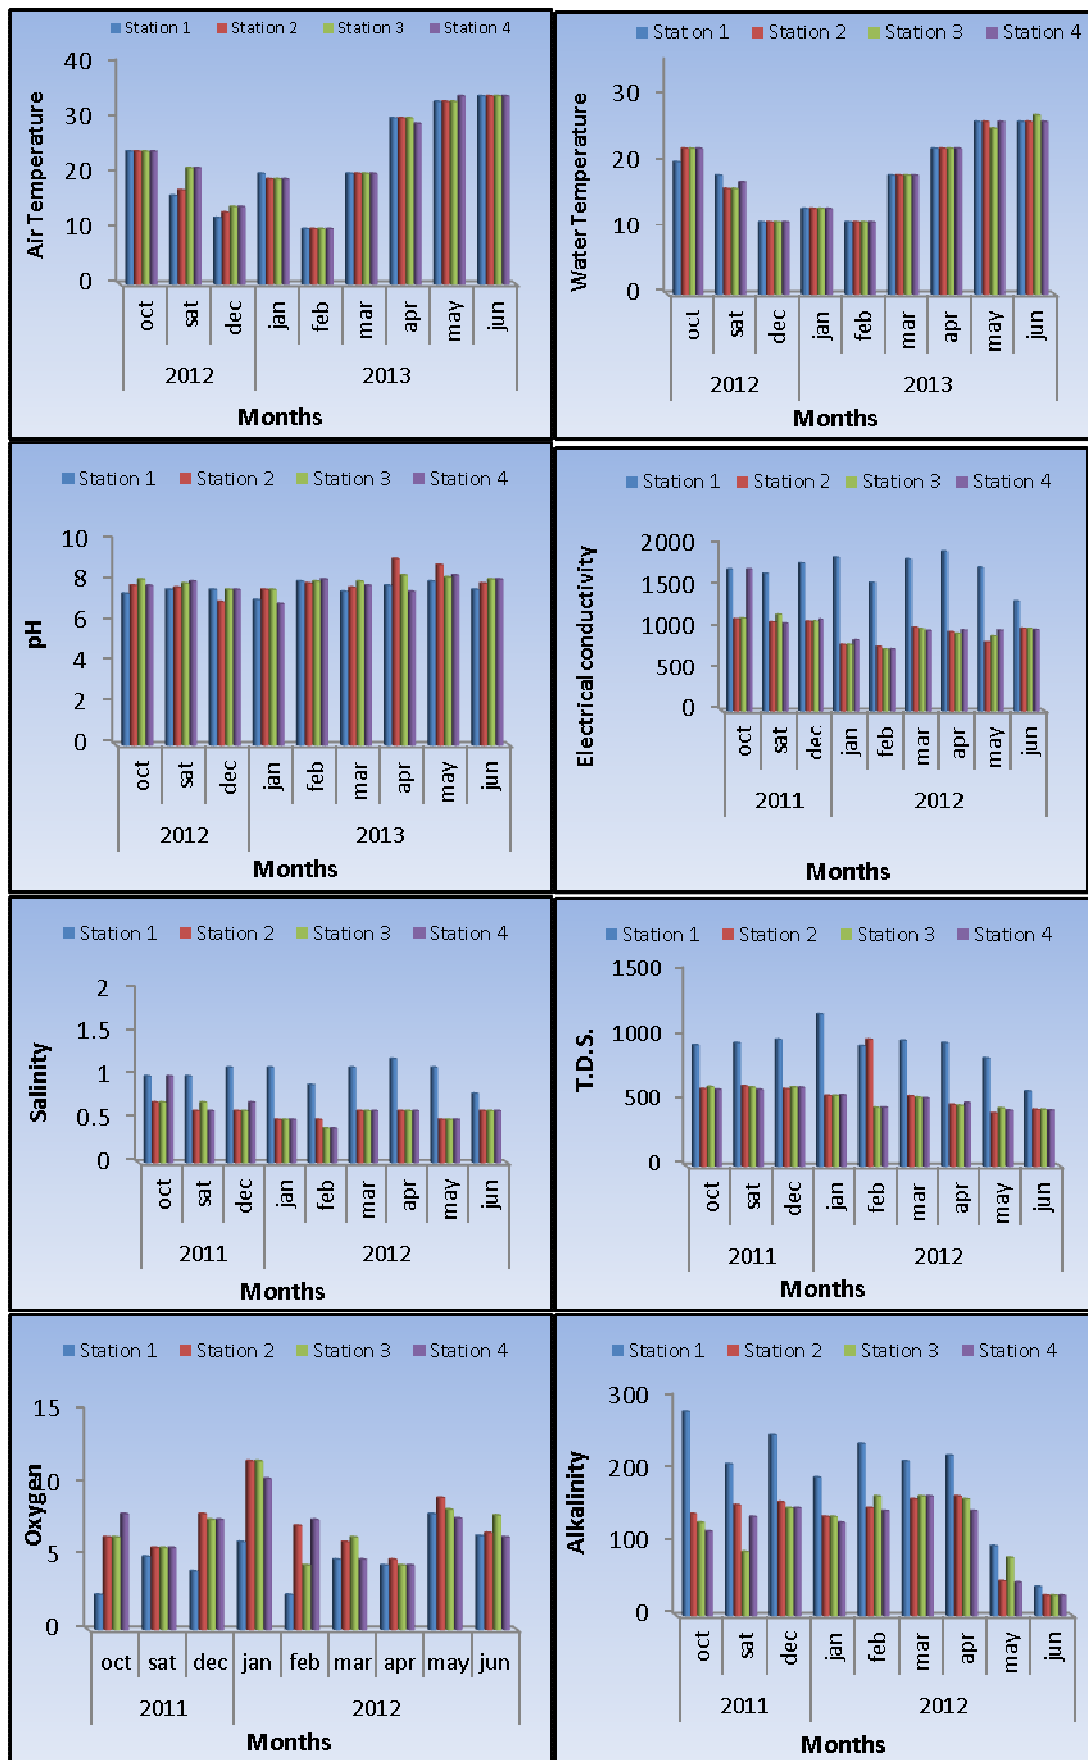 Station 1 Station 2 Station 3 Station 4
40
30
20
10
0
Air Temperature
oct sat dec jan feb mar apr may jun
2012 2013
Months
Station 1 Station 2 Station 3 Station 4
30
20
10
0
Water Temperature
oct sat dec jan feb mar apr may jun
2012 2013
Months
Station 1 Station 2 Station 3 Station 4
10
8
6
4
2
0
pH
oct sat dec jan feb mar apr may jun
2012 2013
Months
Station 1 Station 2 Station 3 Station 4
2000
1500
1000
500
0
Electrical conductivity
oct sat dec jan feb mar apr may jun
2011 2012
Months
Station 1 Station 2 Station 3 Station 4
2
1.5
1
0.5
0
Salinity
oct sat dec jan feb mar apr may jun
2011 2012
Months
Station 1 Station 2 Station 3 Station 4
1500
1000
500
0
T.D.S.
oct sat dec jan feb mar apr may jun
2011 2012
Months
Station 1 Station 2 Station 3 Station 4
15
10
5
0
Oxygen
oct sat dec jan feb mar apr may jun
2011 2012
Months
Station 1 Station 2 Station 3 Station 4
300
200
100
0
Alkalinity
oct sat dec jan feb mar apr may jun
2011 2012
Months